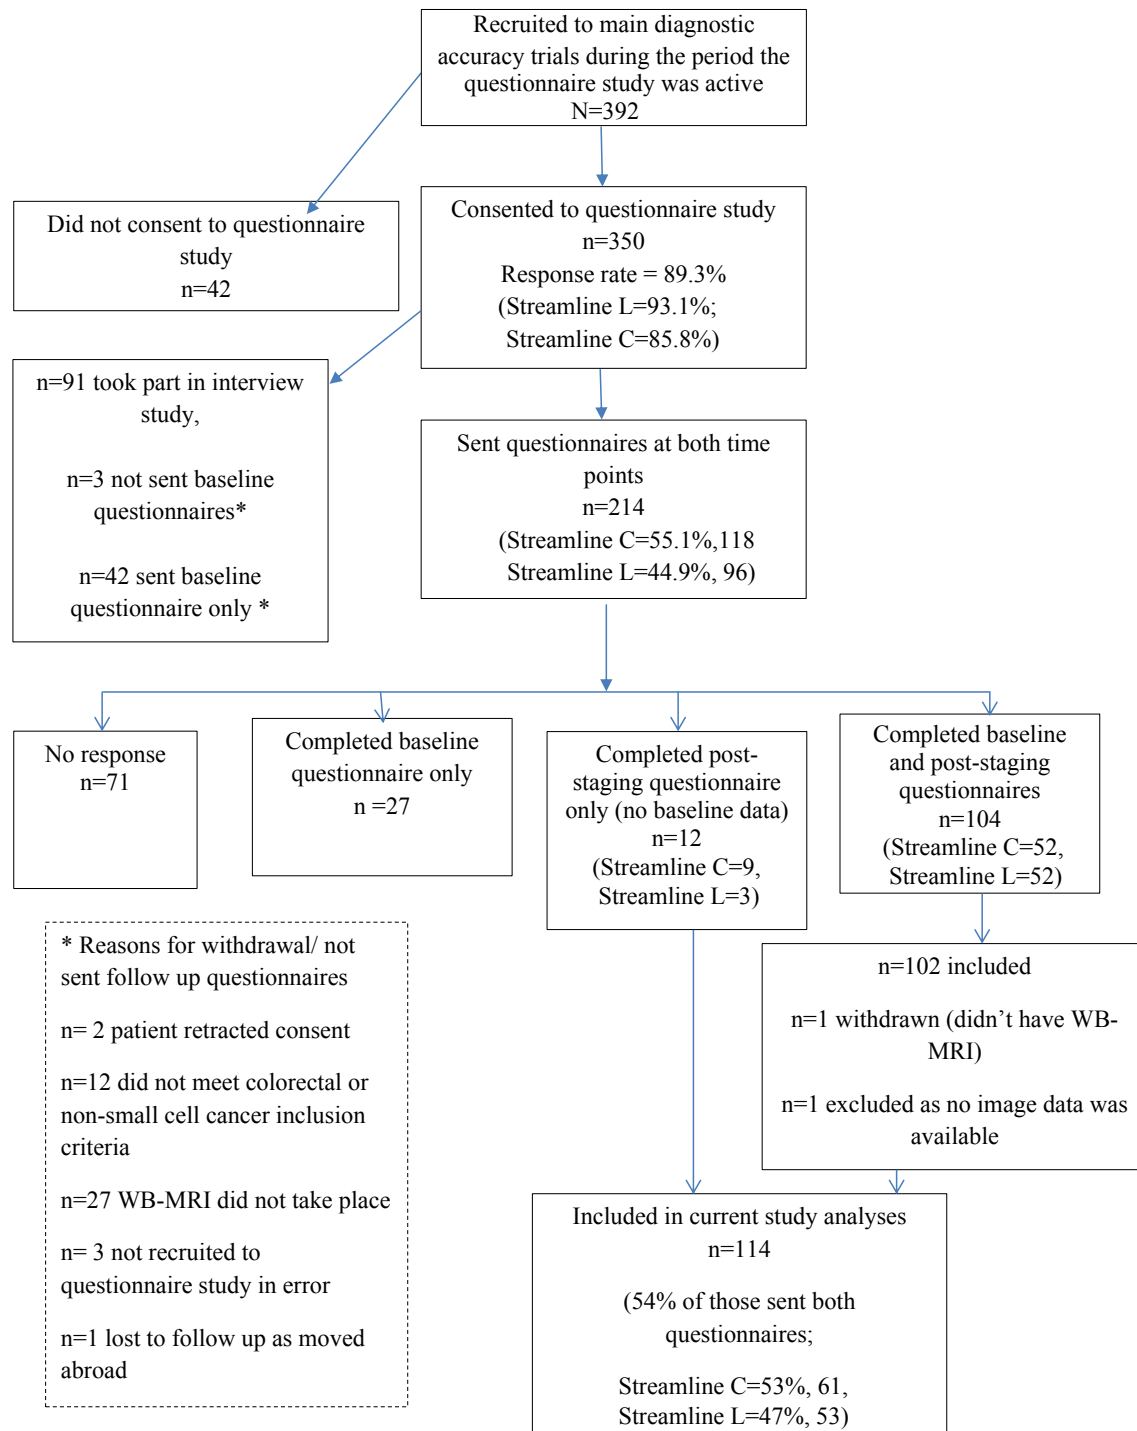 Recruited to main diagnostic
accuracy trials during the period the
questionnaire study was active
N=392
Did not consent to questionnaire
study
n=42
Consented to questionnaire study
n=350
Response rate = 89.3%
(Streamline L=93.1%;
Streamline C=85.8%)
n=91 took part in interview
study,
n=3 not sent baseline
questionnaires*
n=42 sent baseline
questionnaire only *
Sent questionnaires at both time
points
n=214
(Streamline C=55.1%,118
Streamline L=44.9%, 96)
No response
n=71
Completed baseline
questionnaire only
n =27
Completed post-
staging questionnaire
only (no baseline data)
n=12
(Streamline C=9,
Streamline L=3)
Completed baseline
and post-staging
questionnaires
n=104
(Streamline C=52,
Streamline L=52)
* Reasons for withdrawal/ not
sent follow up questionnaires
n= 2 patient retracted consent
n=12 did not meet colorectal or
non-small cell cancer inclusion
criteria
n=27 WB-MRI did not take place
n= 3 not recruited to
questionnaire study in error
n=1 lost to follow up as moved
abroad
n=102 included
n=1 withdrawn (didn’t have WB-
MRI)
n=1 excluded as no image data was
available
Included in current study analyses
n=114
(54% of those sent both
questionnaires;
Streamline C=53%, 61,
Streamline L=47%, 53)